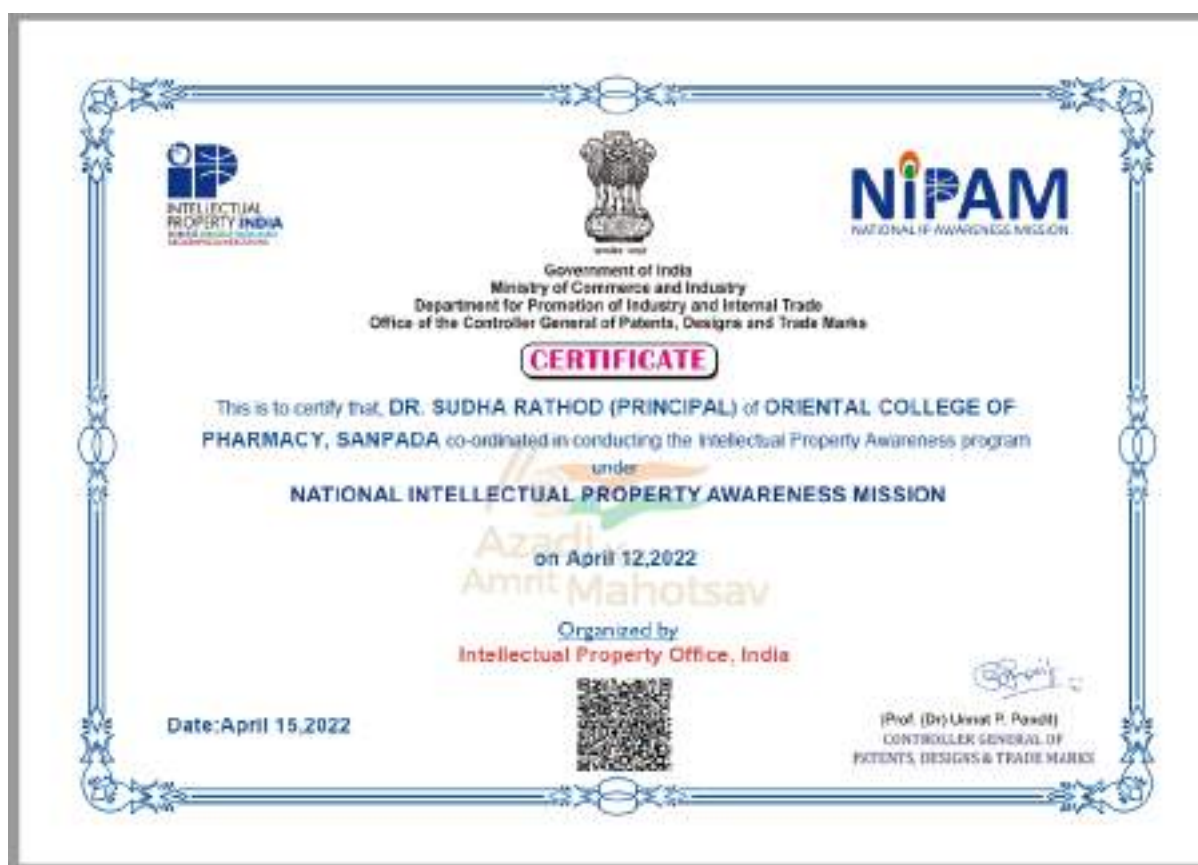 iP
INTELLECTUAL
PROPERTY INDIA
NiPAM
NATIONAL IP AWARENESS MISSION
Government of India
Ministry of Commerce and Industry
Department for Promotion of Industry and Internal Trade
Office of the Controller General of Patents, Designs and Trade Marks
CERTIFICATE
This is to certify that, DR. SUDHA RATHOD (PRINCIPAL) of ORIENTAL COLLEGE OF
PHARMACY, SANPADA co-ordinated in conducting the Intellectual Property Awareness program
under
NATIONAL INTELLECTUAL PROPERTY AWARENESS MISSION
Azadi
Amrit Mahotsav
on April 12,2022
Organized by
Intellectual Property Office, India
Date:April 15,2022
(Prof. (Dr) Unnat P. Pandit)
CONTROLLER GENERAL OF
PATENTS, DESIGNS & TRADE MARKS